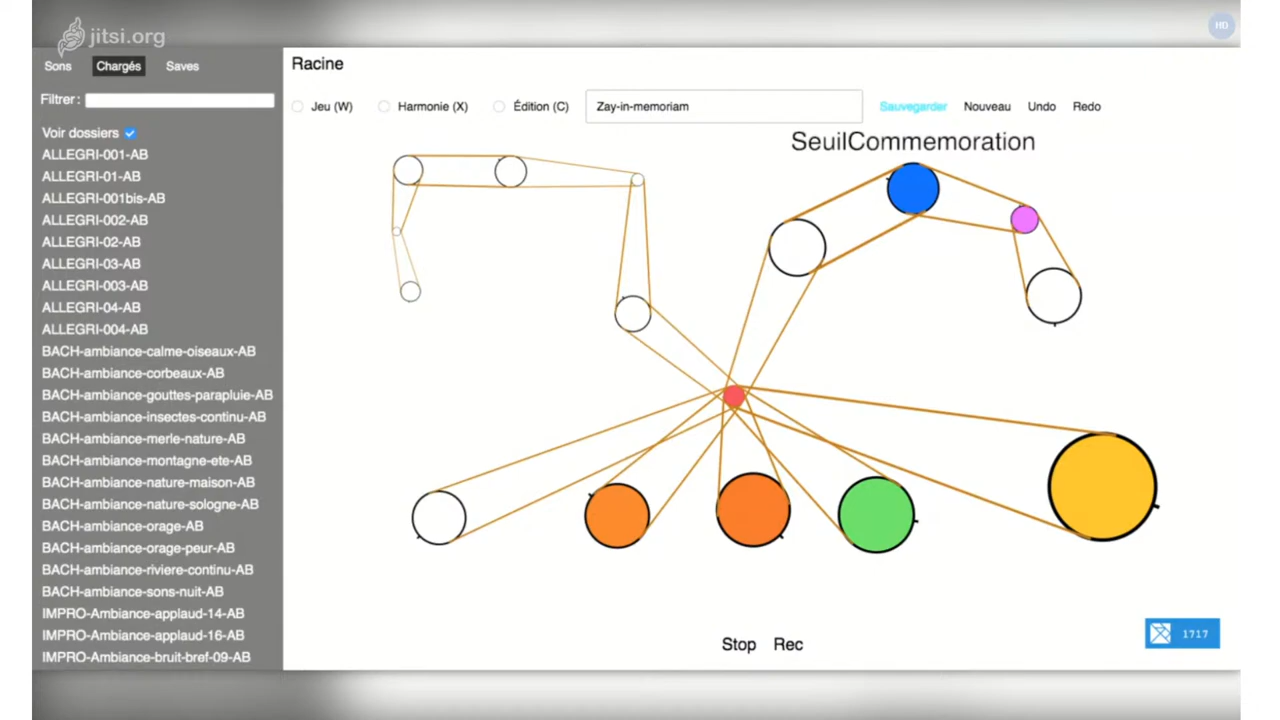 jitsi.org
HD
Sons Chargés Saves
Filtrer :
Voir dossiers
ALLEGRI-001-AB
ALLEGRI-01-AB
ALLEGRI-001bis-AB
ALLEGRI-002-AB
ALLEGRI-02-AB
ALLEGRI-03-AB
ALLEGRI-003-AB
ALLEGRI-04-AB
ALLEGRI-004-AB
BACH-ambiance-calme-oiseaux-AB
BACH-ambiance-corbeaux-AB
BACH-ambiance-gouttes-parapluie-AB
BACH-ambiance-insectes-continu-AB
BACH-ambiance-merle-nature-AB
BACH-ambiance-montagne-ete-AB
BACH-ambiance-nature-maison-AB
BACH-ambiance-nature-sologne-AB
BACH-ambiance-orage-AB
BACH-ambiance-orage-peur-AB
BACH-ambiance-riviere-continu-AB
BACH-ambiance-sons-nuit-AB
IMPRO-Ambiance-applaud-14-AB
IMPRO-Ambiance-applaud-16-AB
IMPRO-Ambiance-bruit-bref-09-AB
Racine
Jeu (W) Harmonie (X) Édition (C) Zay-in-memoriam Sauvegarder Nouveau Undo Redo
SeuilCommemoration
Stop Rec
1717